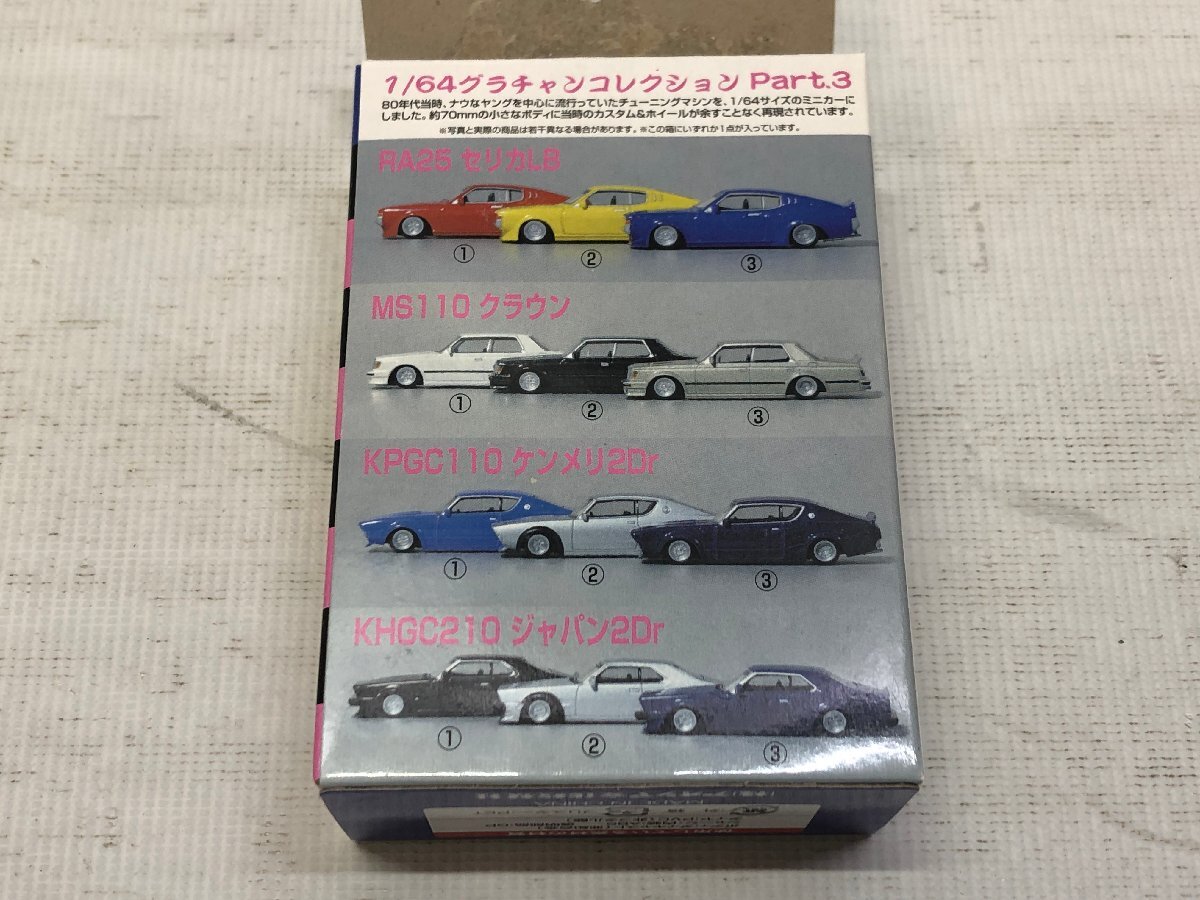 1/64グラチャンコレクション Part.3
80年代当時、ナウなヤングを中心に流行っていたチューニングマシンを、1/64サイズのミニカーに
しました。約70mmの小さなボディに当時のカスタム&ホイールが余すことなく再現されています。
※写真と実際の商品は若干異なる場合があります。※この箱にいずれか1点が入っています。
RA25 セリカLB
① ② ③
MS110 クラウン
① ② ③
KPGC110 ケンメリ2Dr
① ② ③
KHGC210 ジャパン2Dr
① ② ③
MADE IN CHINA